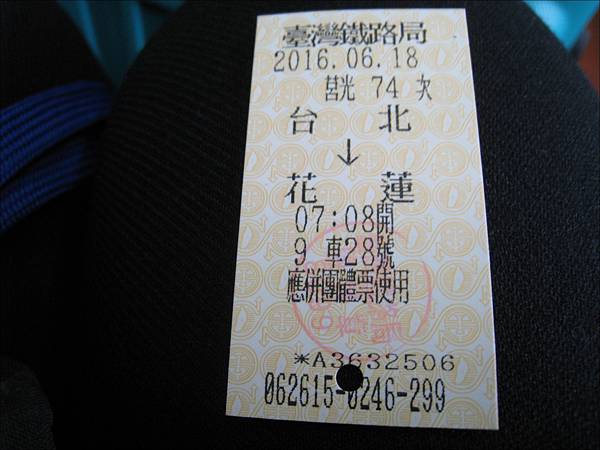 臺灣鐵路局
2016.06.18
莒光 74 次
台 北
↓
花 蓮
07:08開
9 車28號
應併團體票使用
*A3632506
062615-0246-299